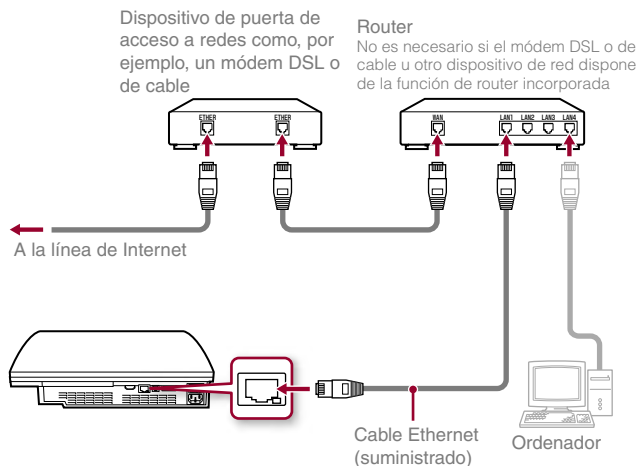 Dispositivo de puerta de
acceso a redes como, por
ejemplo, un módem DSL o
de cable
Router
No es necesario si el módem DSL o de
cable u otro dispositivo de red dispone
de la función de router incorporada
ETHER
ETHER
WAN
LAN1
LAN2
LAN3
LAN4
A la línea de Internet
Cable Ethernet
(suministrado)
Ordenador